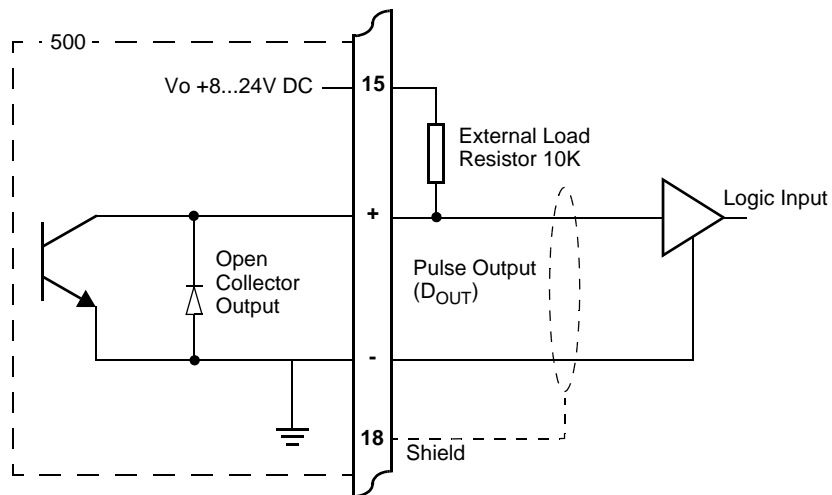 500
Vo +8...24V DC
15
External Load
Resistor 10K
+
Logic Input
Open
Collector
Output
Pulse Output
(DOUT)
-
18
Shield